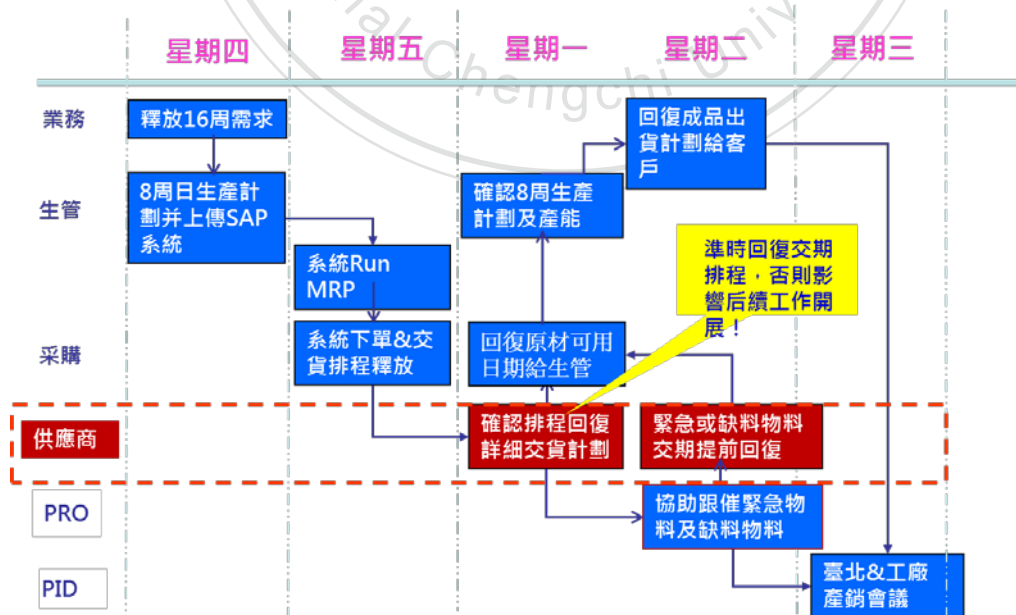 nal Chengchi Univ
星期四
星期五
星期一
星期二
星期三
業務
釋放16周需求
回復成品出
貨計劃給客
戶
生管
8周日生產計
劃并上傳SAP
系統
確認8周生產
計劃及產能
系統Run
MRP
準時回復交期
排程，否則影
響后續工作開
展！
采購
系統下單&交
貨排程釋放
回復原材可用
日期給生管
供應商
確認排程回復
詳細交貨計劃
緊急或缺料物料
交期提前回復
PRO
協助跟催緊急物
料及缺料物料
PID
臺北&工廠
產銷會議